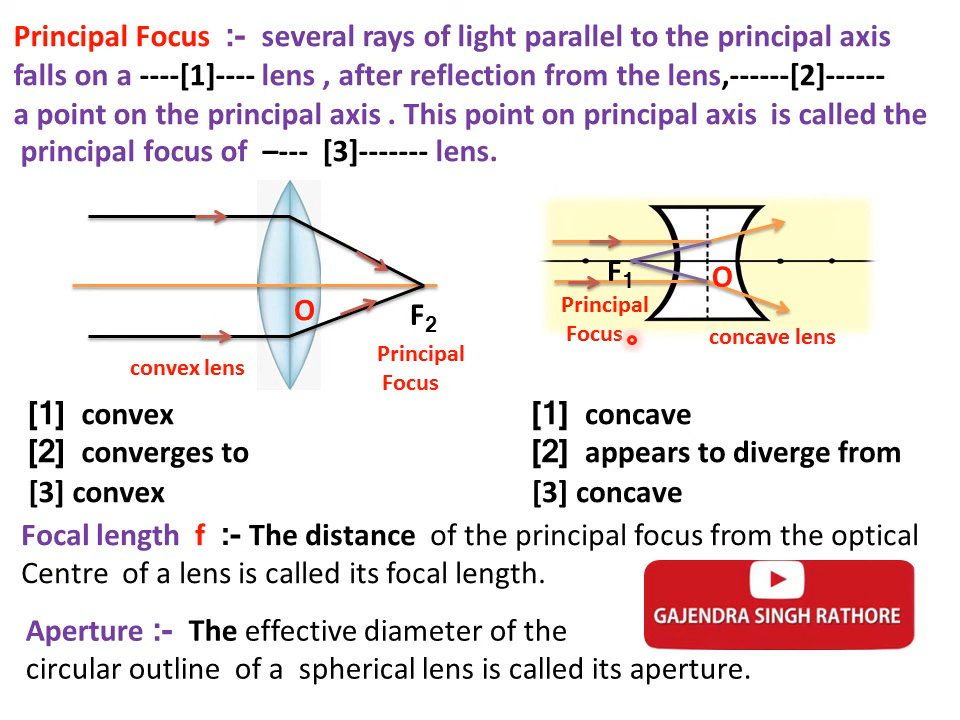 Principal Focus :- several rays of light parallel to the principal axis
falls on a ----[1]---- lens , after reflection from the lens,------[2]------
a point on the principal axis . This point on principal axis is called the
principal focus of –--- [3]------- lens.
O
F2
Principal
Focus
convex lens
F1
O
Principal
Focus
concave lens
[1] convex
[2] converges to
[3] convex
[1] concave
[2] appears to diverge from
[3] concave
Focal length f :- The distance of the principal focus from the optical
Centre of a lens is called its focal length.
GAJENDRA SINGH RATHORE
Aperture :- The effective diameter of the
circular outline of a spherical lens is called its aperture.